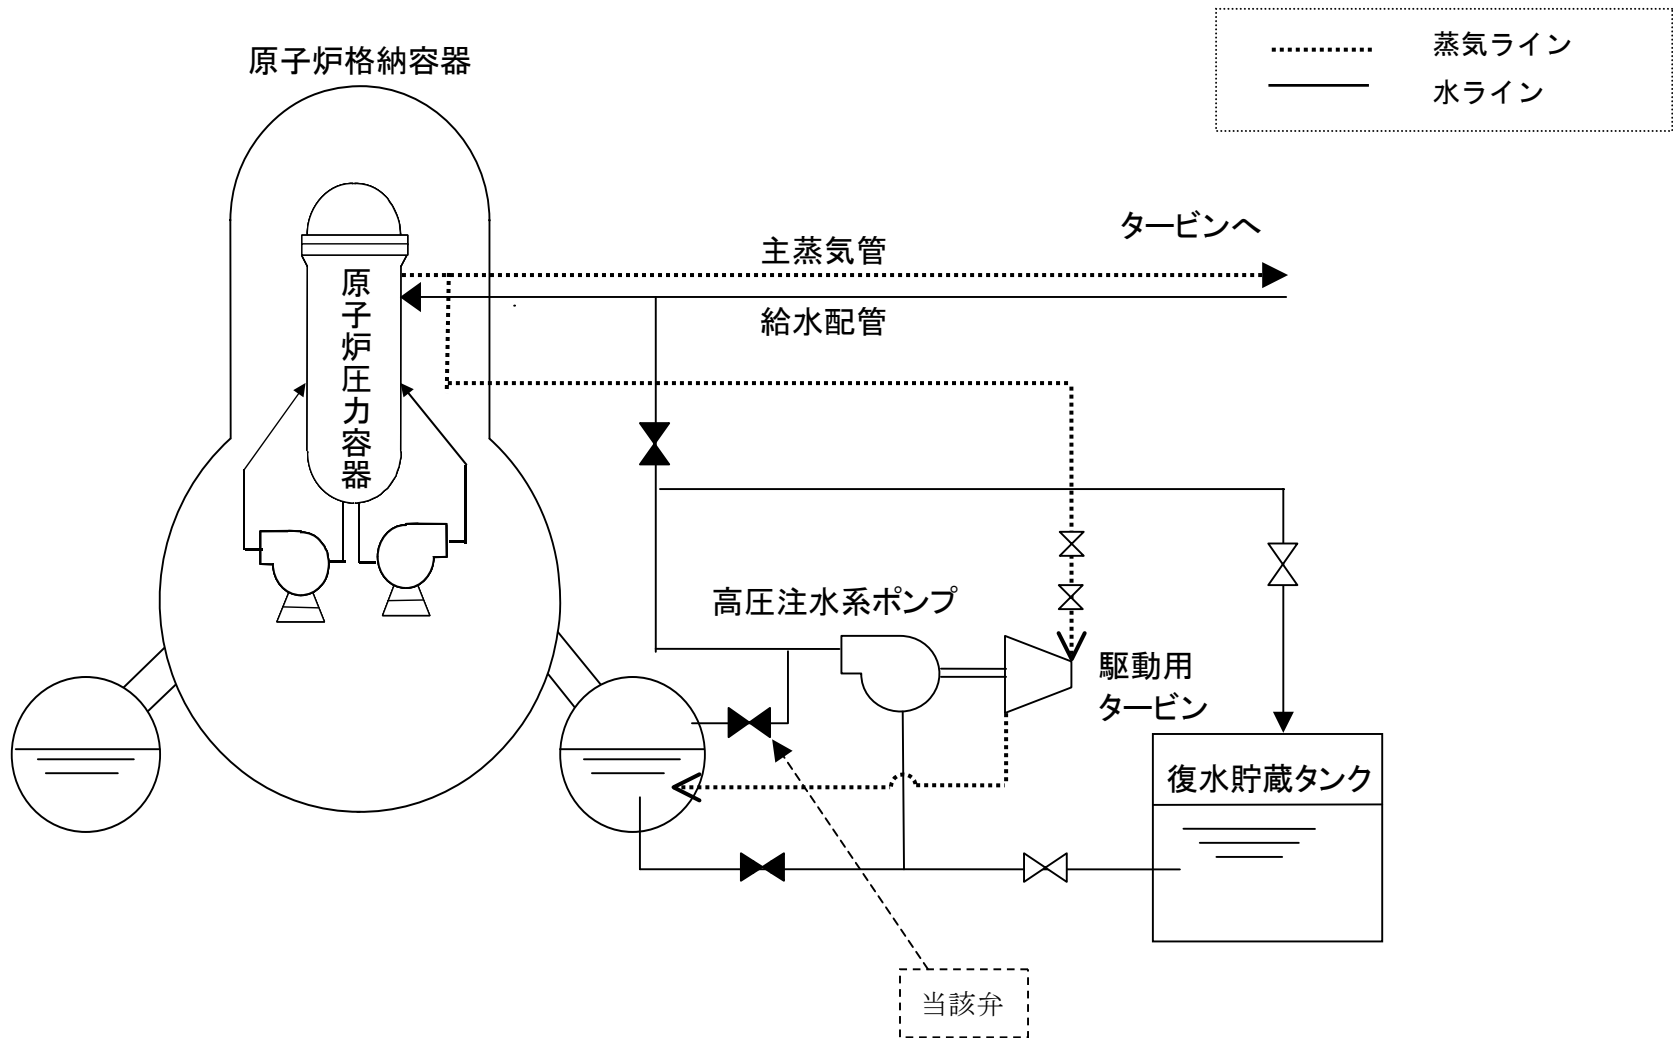 原子炉格納容器
蒸気ライン
水ライン
タービンへ
主蒸気管
給水配管
原子炉圧力容器
高圧注水系ポンプ
駆動用
タービン
復水貯蔵タンク
当該弁